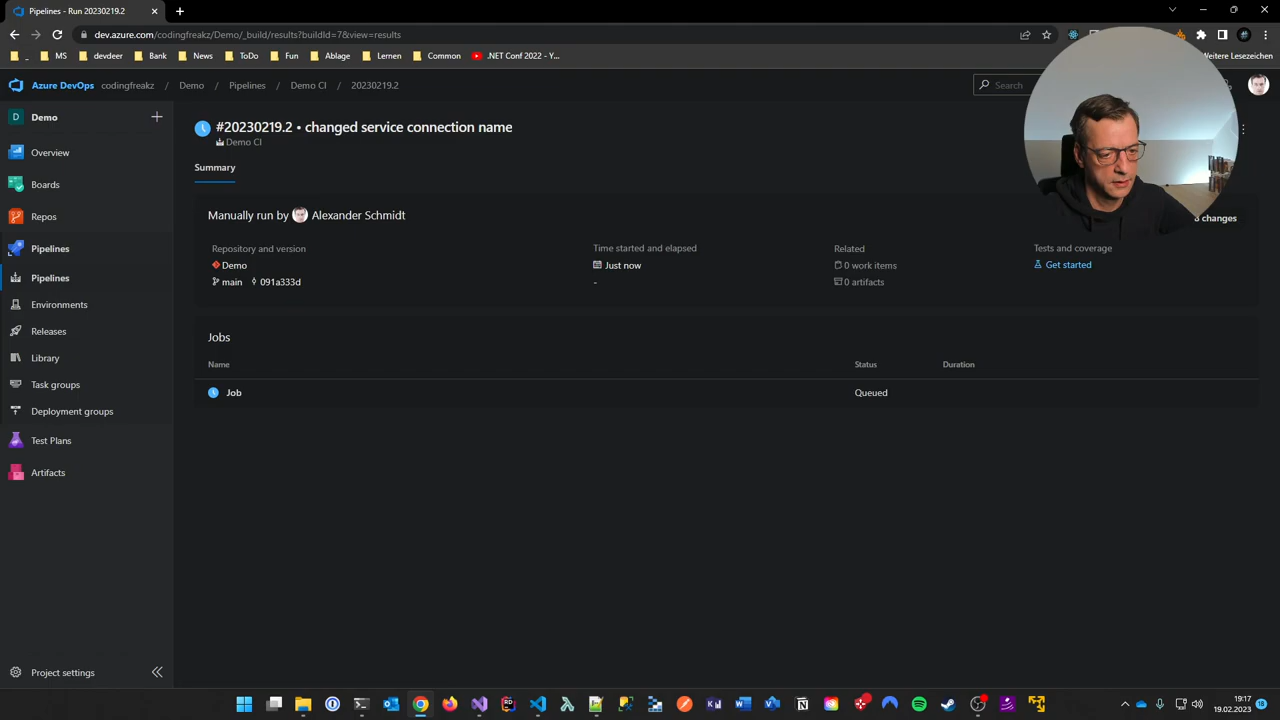 Pipelines - Run 20230219.2
dev.azure.com/codingfreakz/Demo/_build/results?buildId=7&view=results
_ MS devdeer Bank News ToDo Fun Ablage Lernen Common .NET Conf 2022 - Y... Weitere Lesezeichen
Azure DevOps codingfreakz / Demo / Pipelines / Demo CI / 20230219.2 Search
D Demo
Overview
Boards
Repos
Pipelines
Pipelines
Environments
Releases
Library
Task groups
Deployment groups
Test Plans
Artifacts
Project settings
#20230219.2 • changed service connection name
Demo CI
Summary
Manually run by Alexander Schmidt
changes
Repository and version
Demo
main 091a333d
Time started and elapsed
Just now
-
Related
0 work items
0 artifacts
Tests and coverage
Get started
Jobs
Name Status Duration
Job Queued
19:17
19.02.2023